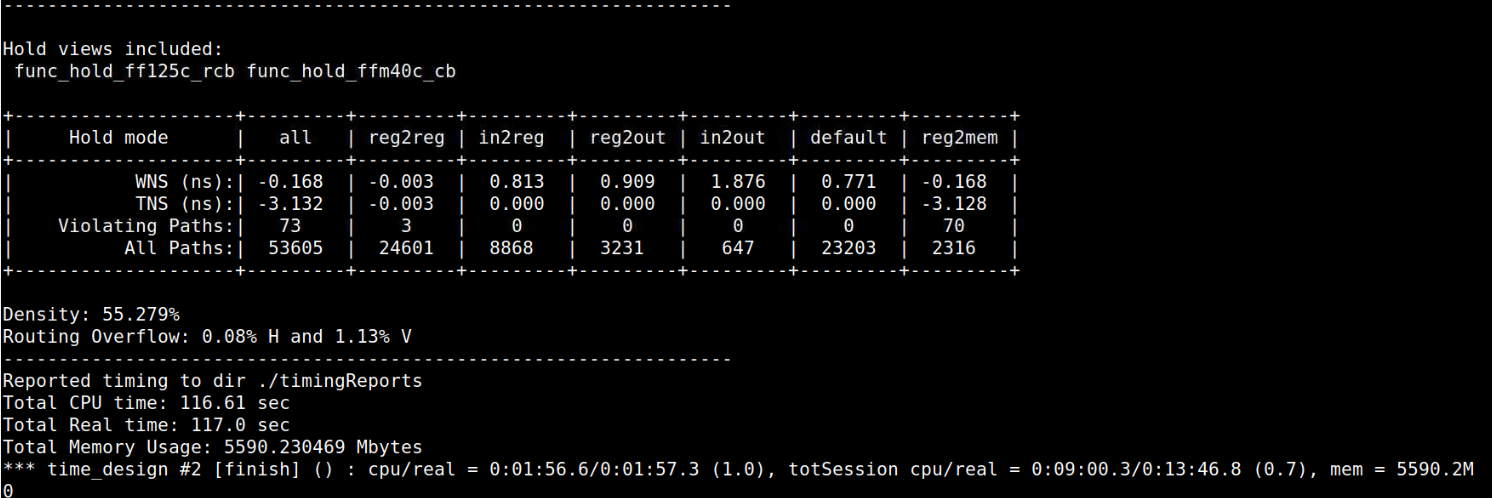 ------------------------------------------------------------------
Hold views included:
 func_hold_ff125c_rcb func_hold_ffm40c_cb
+--------------------+---------+---------+---------+---------+---------+---------+---------+
|     Hold mode      |   all   | reg2reg | in2reg  | reg2out | in2out  | default | reg2mem |
+--------------------+---------+---------+---------+---------+---------+---------+---------+
|           WNS (ns):| -0.168  | -0.003  |  0.813  |  0.909  |  1.876  |  0.771  | -0.168  |
|           TNS (ns):| -3.132  | -0.003  |  0.000  |  0.000  |  0.000  |  0.000  | -3.128  |
|    Violating Paths:|   73    |    3    |    0    |    0    |    0    |    0    |   70    |
|          All Paths:|  53605  |  24601  |  8868   |  3231   |   647   |  23203  |  2316   |
+--------------------+---------+---------+---------+---------+---------+---------+---------+
Density: 55.279%
Routing Overflow: 0.08% H and 1.13% V
------------------------------------------------------------------
Reported timing to dir ./timingReports
Total CPU time: 116.61 sec
Total Real time: 117.0 sec
Total Memory Usage: 5590.230469 Mbytes
*** time_design #2 [finish] () : cpu/real = 0:01:56.6/0:01:57.3 (1.0), totSession cpu/real = 0:09:00.3/0:13:46.8 (0.7), mem = 5590.2M
0